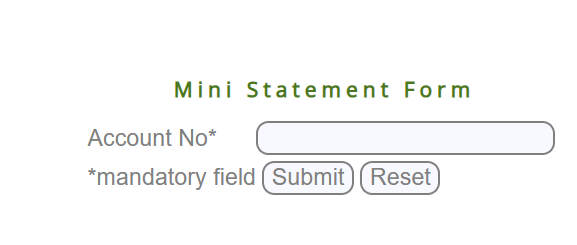 Mini Statement Form
Account No*
*mandatory field Submit Reset